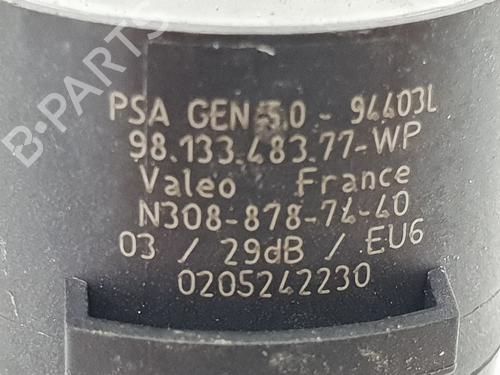 B-PARTS
PSA GEN 5.0 - 94403L
98.133.483.77-WP
Valeo France
N308-878-74-40
03 / 29dB / EU6
0205242230